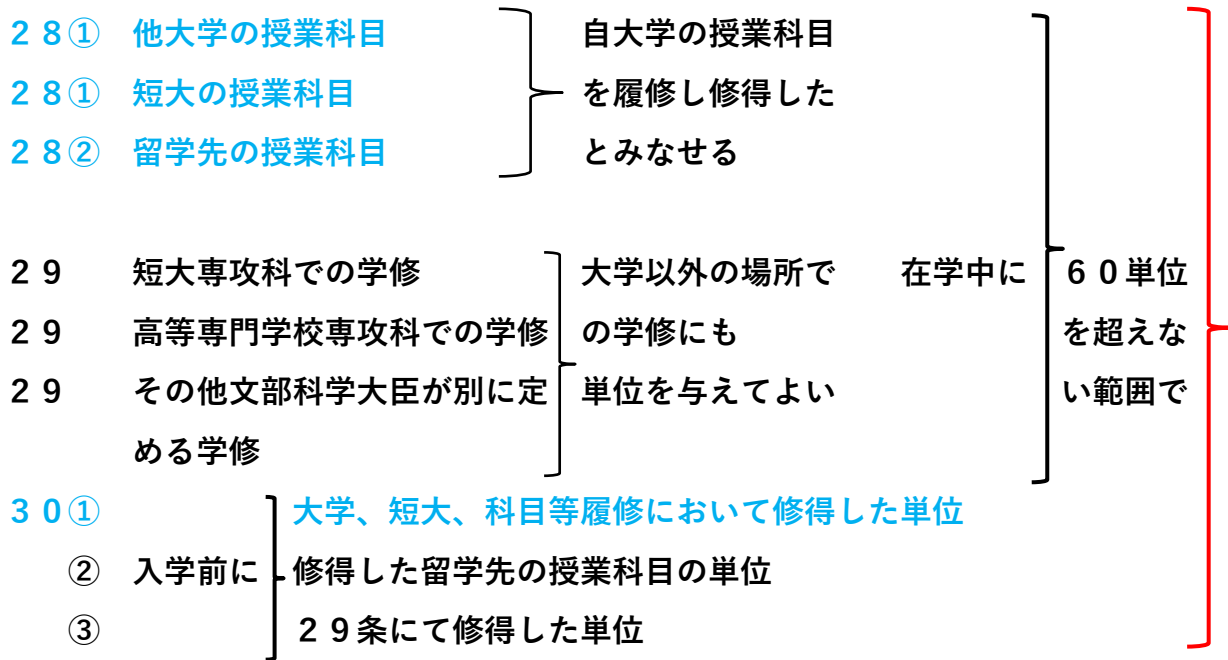 ２８① 他大学の授業科目 自大学の授業科目
２８① 短大の授業科目 を履修し修得した
２８② 留学先の授業科目 とみなせる
２９ 短大専攻科での学修 大学以外の場所で 在学中に ６０単位
２９ 高等専門学校専攻科での学修 の学修にも を超えな
２９ その他文部科学大臣が別に定 単位を与えてよい い範囲で
める学修
３０① 大学、短大、科目等履修において修得した単位
② 入学前に 修得した留学先の授業科目の単位
③ ２９条にて修得した単位